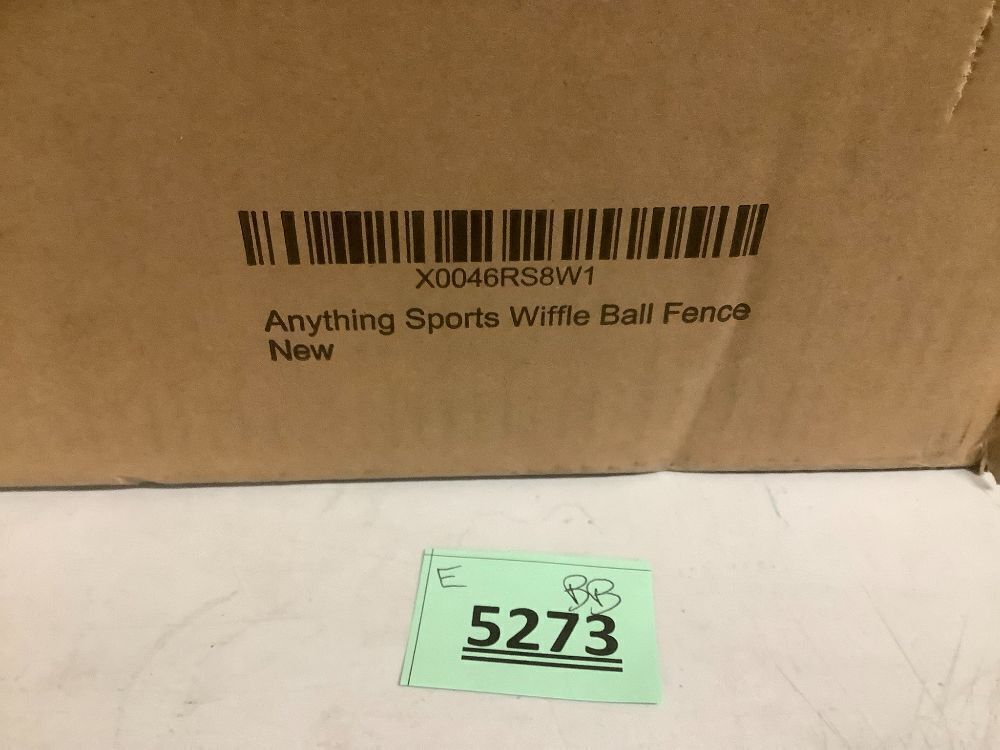 X0046RS8W1
Anything Sports Wiffle Ball Fence
New
E
BB
5273